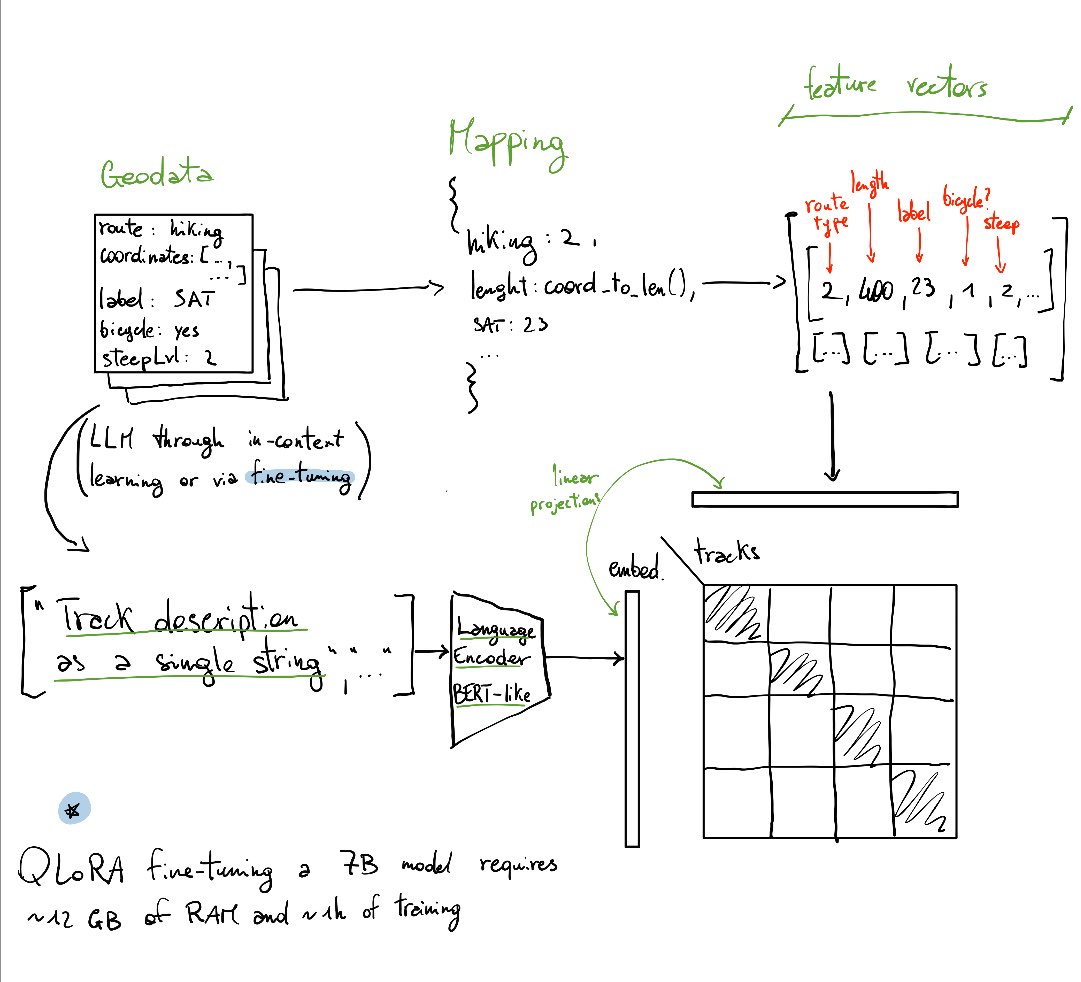 feature vectors
Mapping
Geodata
route: hiking
coordinates: [...,
...]
label: SAT
bicycle: yes
steepLvl: 2
{
hiking: 2,
lenght: coord_to_len(),
SAT: 23
...
}
route type
length
label
bicycle?
steep
[2, 400, 23, 1, 2, ...]
[...] [...] [...] [...]
(LLM through in-context
learning or via fine-tuning)
linear
projections
embed.
tracks
["Track description
as a single string", "..."]
Language
Encoder
BERT-like
QLoRA fine-tuning a 7B model requires
~12 GB of RAM and ~1h of training